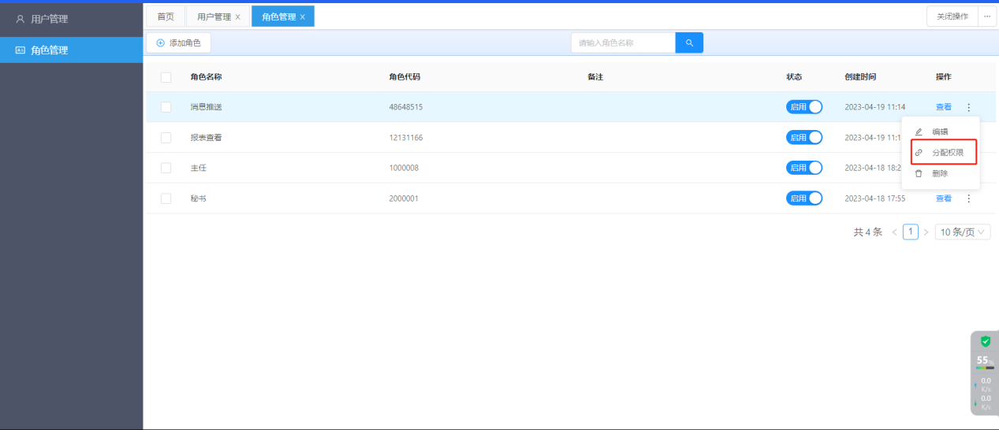 用户管理
角色管理
首页 用户管理 X 角色管理 X 关闭操作 ...
添加角色 请输入角色名称
角色名称 角色代码 备注 状态 创建时间 操作
消息推送 48648515 启用 2023-04-19 11:14 查看
编辑
报表查看 12131166 启用 2023-04-19 11:1
分配权限
主任 1000008 启用 2023-04-18 18:2
删除
秘书 2000001 启用 2023-04-18 17:55 查看
共 4 条 < 1 > 10 条/页
55%
0.0
K/s
0.0
K/s